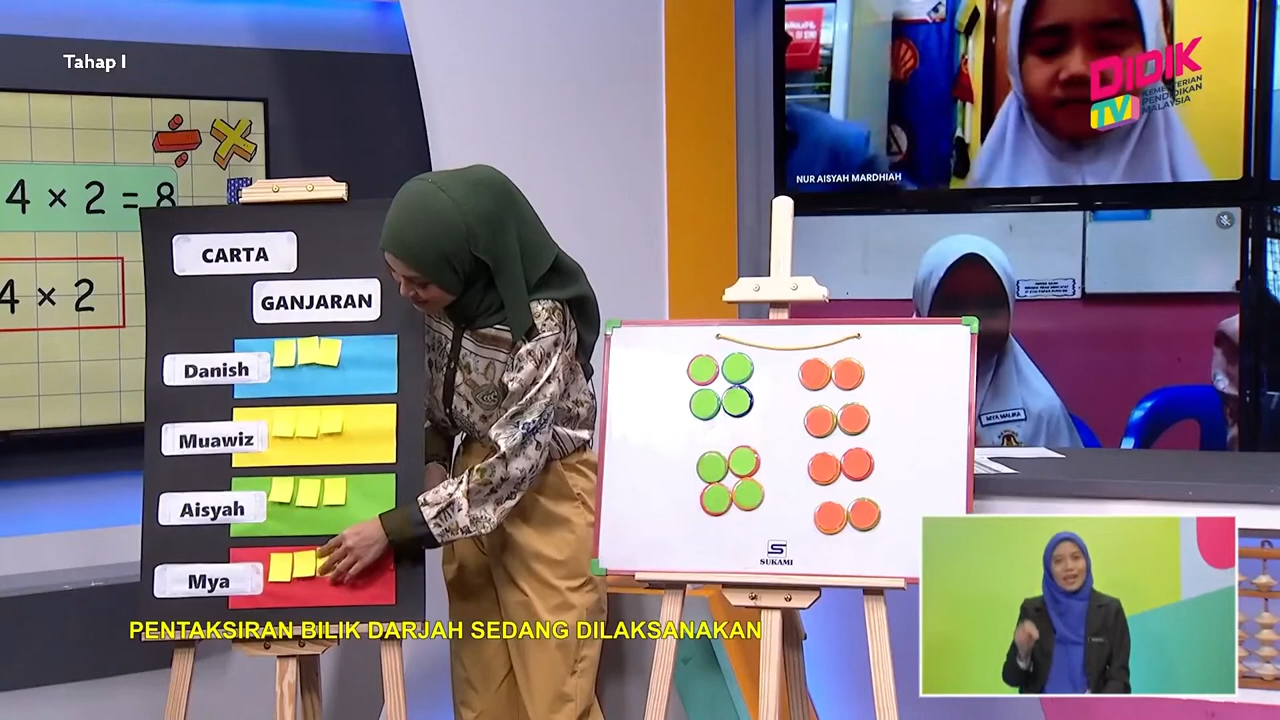 Tahap I
4 × 2 = 8
4 × 2
CARTA
GANJARAN
Danish
Muawiz
Aisyah
Mya
SUKAMI
PENTAKSIRAN BILIK DARJAH SEDANG DILAKSANAKAN
NUR AISYAH MARDHIAH
DIDIK
TV
KEMENTERIAN
PENDIDIKAN
MALAYSIA
MYA MALIKA